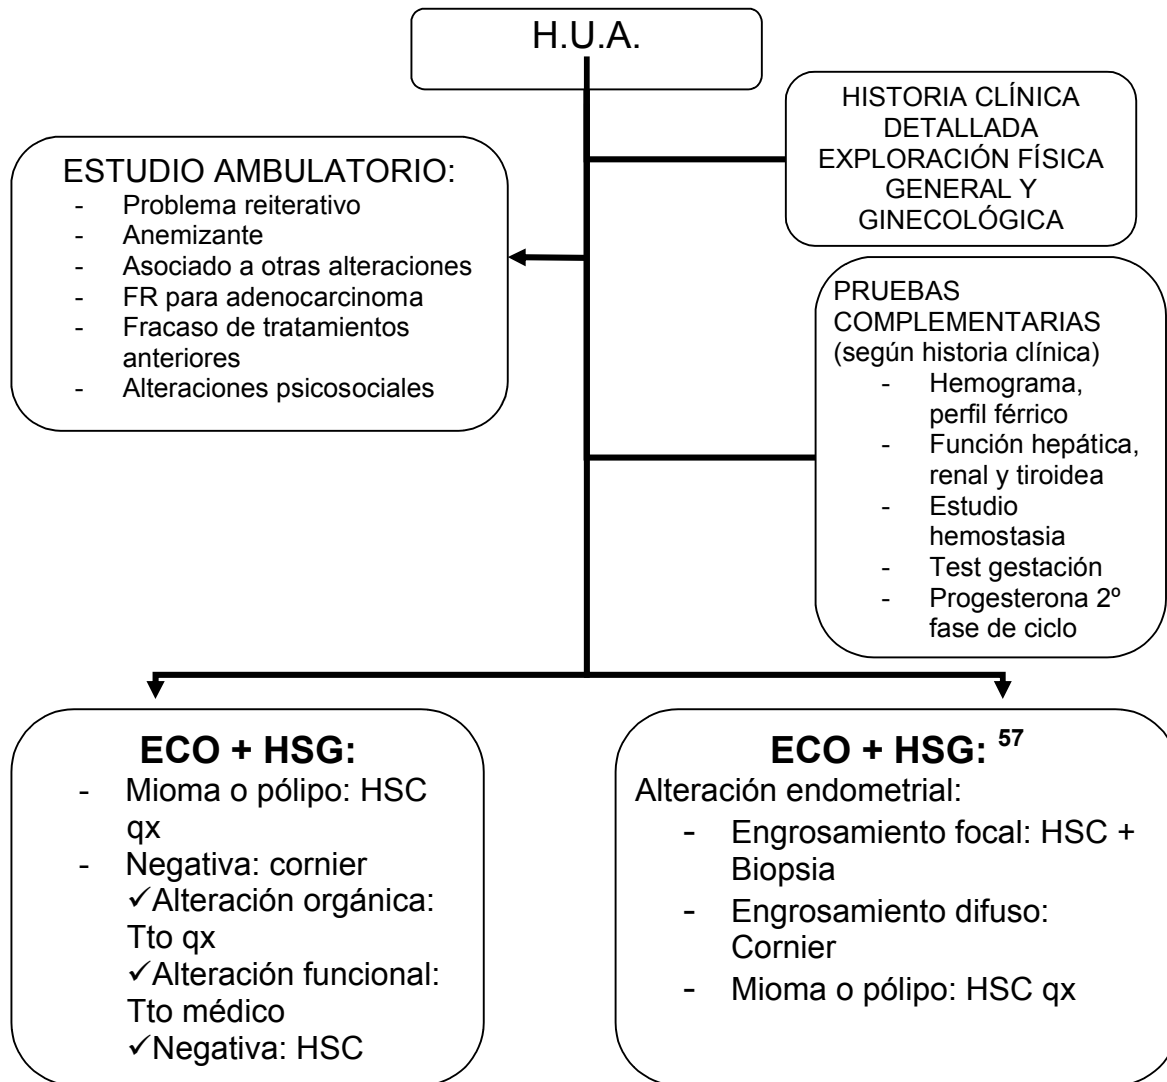 H.U.A.
HISTORIA CLÍNICA
DETALLADA
EXPLORACIÓN FÍSICA
GENERAL Y
GINECOLÓGICA
ESTUDIO AMBULATORIO:
- Problema reiterativo
- Anemizante
- Asociado a otras alteraciones
- FR para adenocarcinoma
- Fracaso de tratamientos
anteriores
- Alteraciones psicosociales
PRUEBAS
COMPLEMENTARIAS
(según historia clínica)
- Hemograma,
perfil férrico
- Función hepática,
renal y tiroidea
- Estudio
hemostasia
- Test gestación
- Progesterona 2º
fase de ciclo
ECO + HSG:
- Mioma o pólipo: HSC
qx
- Negativa: cornier
✓Alteración orgánica:
Tto qx
✓Alteración funcional:
Tto médico
✓Negativa: HSC
ECO + HSG: 57
Alteración endometrial:
- Engrosamiento focal: HSC +
Biopsia
- Engrosamiento difuso:
Cornier
- Mioma o pólipo: HSC qx